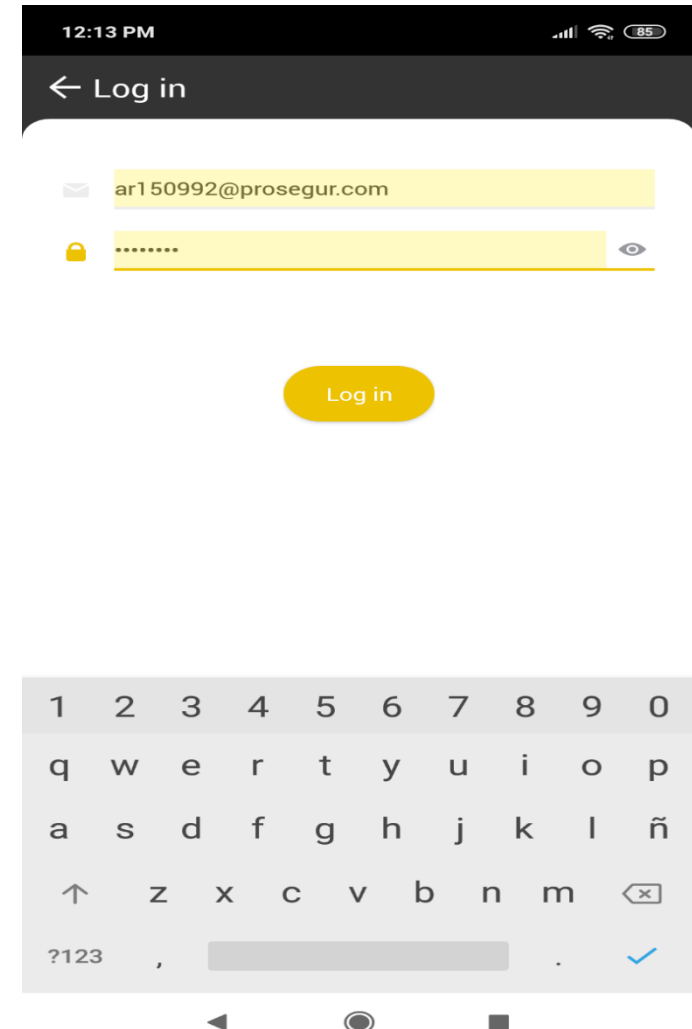 12:13 PM 85
Log in
ar150992@prosegur.com
••••••••
Log in
1 2 3 4 5 6 7 8 9 0
q w e r t y u i o p
a s d f g h j k l ñ
z x c v b n m
?123 , .